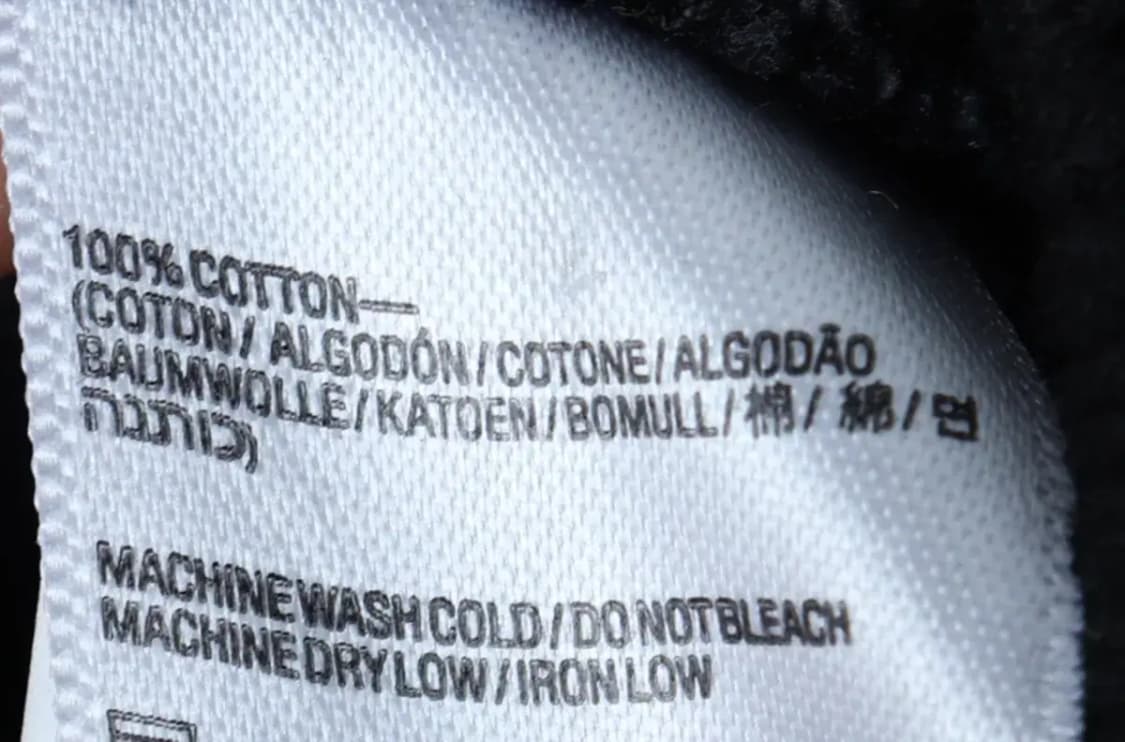 100% COTTON—
(COTON / ALGODÓN / COTONE / ALGODÃO
BAUMWOLLE / KATOEN / BOMULL / 棉 / 綿 / 면
כותנה)
MACHINE WASH COLD / DO NOT BLEACH
MACHINE DRY LOW / IRON LOW